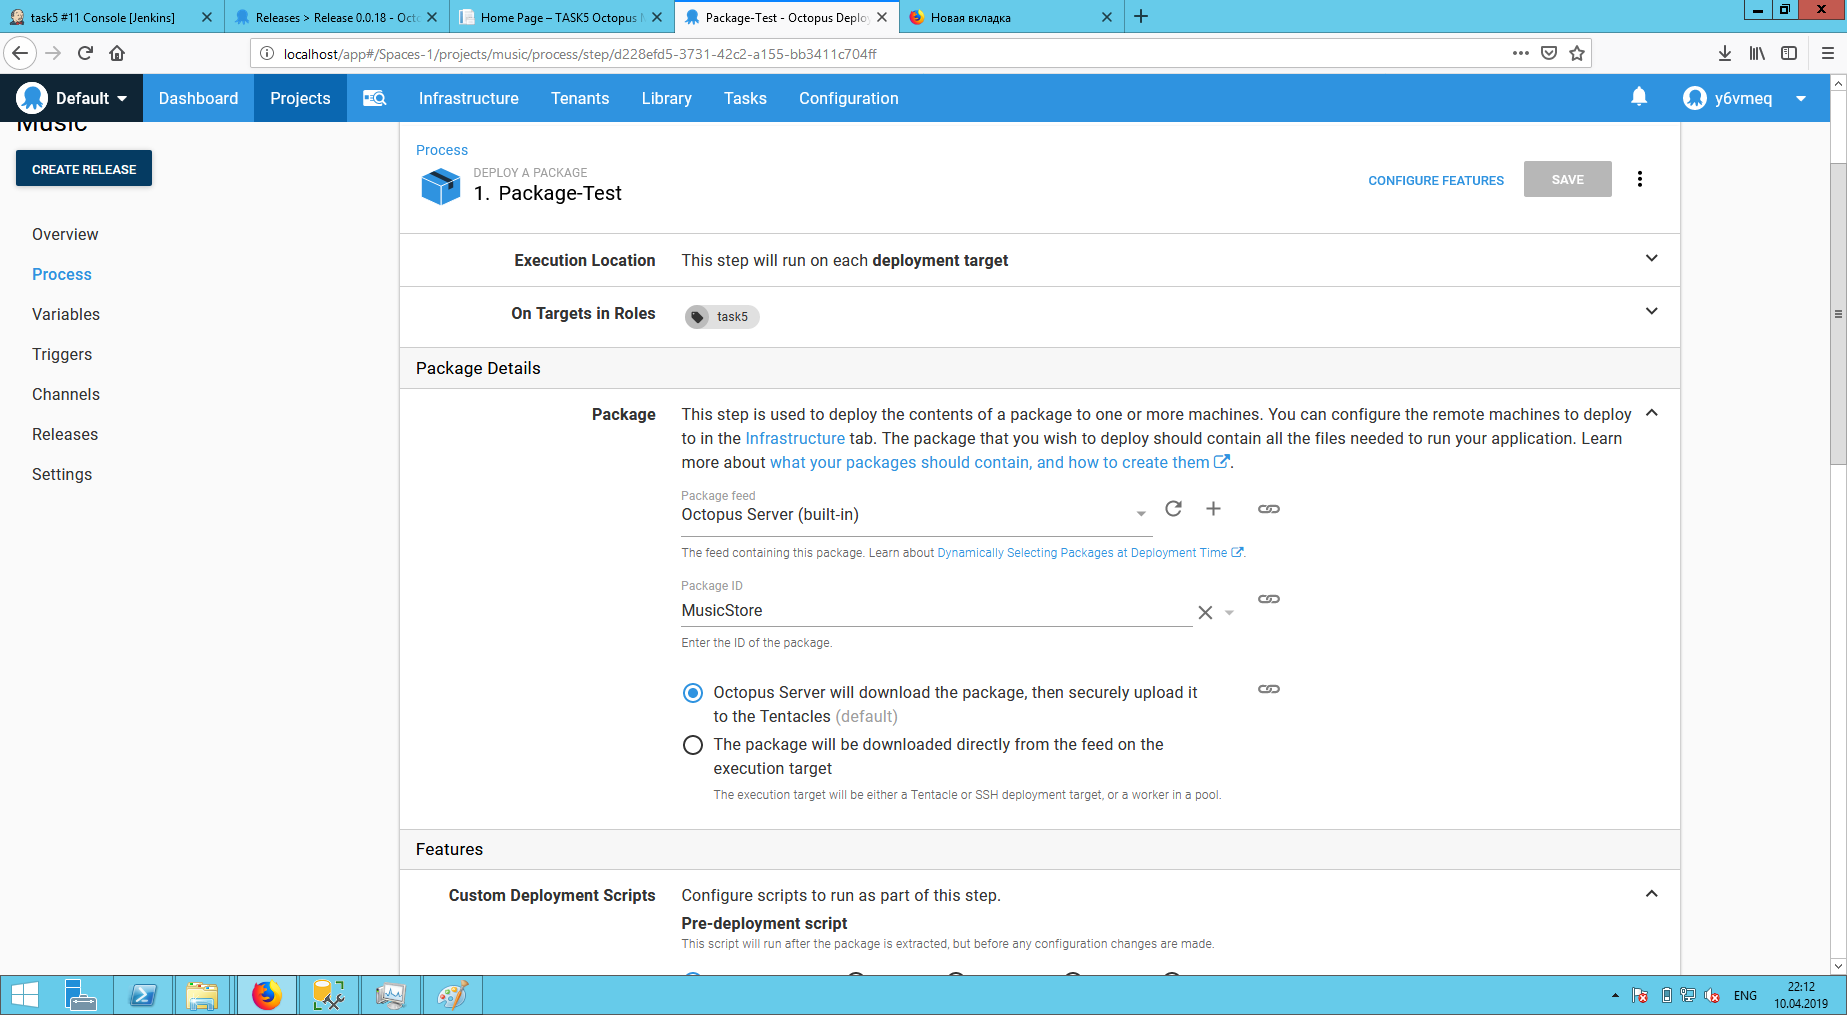 task5 #11 Console [Jenkins]
Releases > Release 0.0.18 - Octo
Home Page – TASK5 Octopus M
Package-Test - Octopus Deploy
Новая вкладка
localhost/app#/Spaces-1/projects/music/process/step/d228efd5-3731-42c2-a155-bb3411c704ff
Default
Dashboard
Projects
Infrastructure
Tenants
Library
Tasks
Configuration
y6vmeq
Music
CREATE RELEASE
Overview
Process
Variables
Triggers
Channels
Releases
Settings
Process
DEPLOY A PACKAGE
1. Package-Test
CONFIGURE FEATURES
SAVE
Execution Location
This step will run on each deployment target
On Targets in Roles
task5
Package Details
Package
This step is used to deploy the contents of a package to one or more machines. You can configure the remote machines to deploy
to in the Infrastructure tab. The package that you wish to deploy should contain all the files needed to run your application. Learn
more about what your packages should contain, and how to create them.
Package feed
Octopus Server (built-in)
The feed containing this package. Learn about Dynamically Selecting Packages at Deployment Time.
Package ID
MusicStore
Enter the ID of the package.
Octopus Server will download the package, then securely upload it
to the Tentacles (default)
The package will be downloaded directly from the feed on the
execution target
The execution target will be either a Tentacle or SSH deployment target, or a worker in a pool.
Features
Custom Deployment Scripts
Configure scripts to run as part of this step.
Pre-deployment script
This script will run after the package is extracted, but before any configuration changes are made.
ENG
22:12
10.04.2019